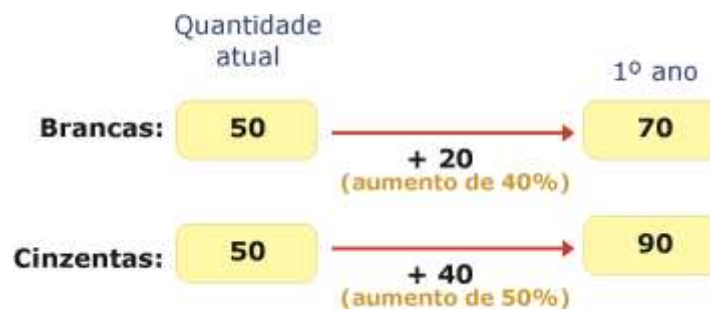 Quantidade
atual
1º ano
Brancas:
50
70
+ 20
(aumento de 40%)
Cinzentas:
50
90
+ 40
(aumento de 50%)